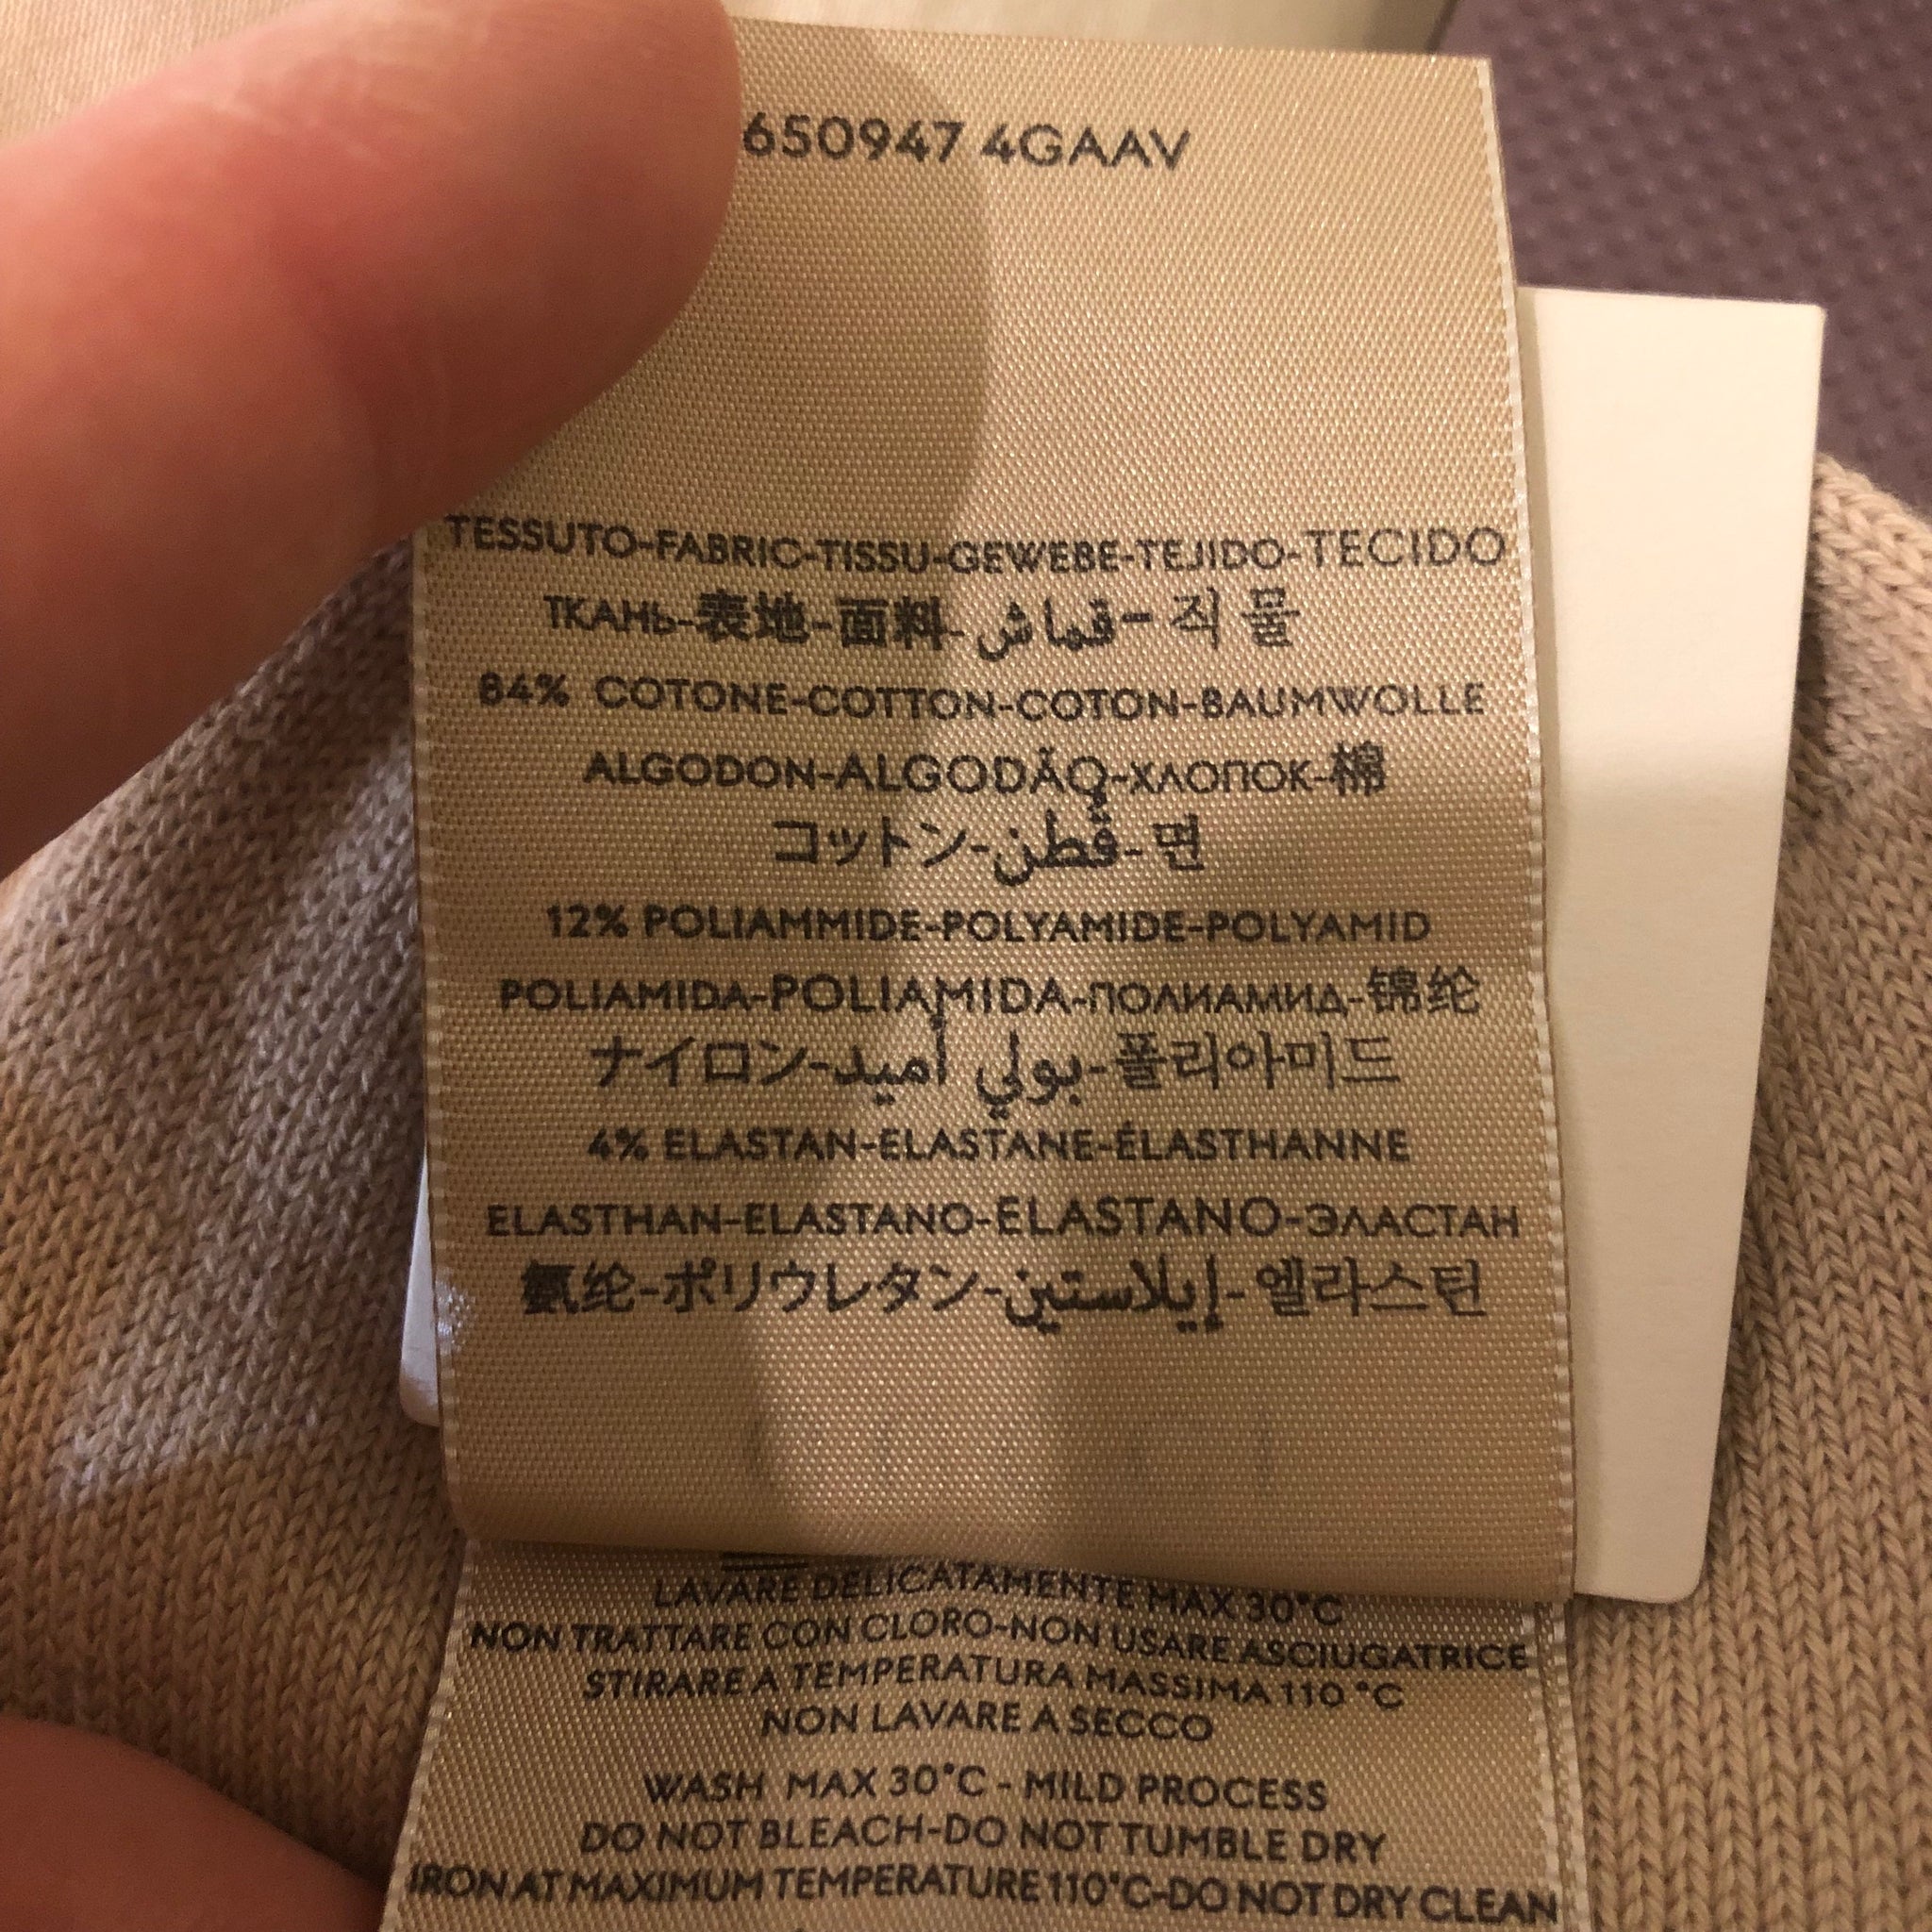 650947 4GAAV
TESSUTO-FABRIC-TISSU-GEWEBE-TEJIDO-TECIDO
ТКАНЬ-表地-面料-قماش-직물
84% COTONE-COTTON-COTON-BAUMWOLLE
ALGODON-ALGODÃO-ХЛОПОК-棉
コットン-قطن-면
12% POLIAMMIDE-POLYAMIDE-POLYAMID
POLIAMIDA-POLIAMIDA-ПОЛИАМИД-锦纶
ナイロン-بولي أميد-폴리아미드
4% ELASTAN-ELASTANE-ÉLASTHANNE
ELASTHAN-ELASTANO-ELASTANO-ЭЛАСТАН
氨纶-ポリウレタン-إيلاستين-엘라스틴
LAVARE DELICATAMENTE MAX 30°C
NON TRATTARE CON CLORO-NON USARE ASCIUGATRICE
STIRARE A TEMPERATURA MASSIMA 110 °C
NON LAVARE A SECCO
WASH MAX 30°C - MILD PROCESS
DO NOT BLEACH-DO NOT TUMBLE DRY
IRON AT MAXIMUM TEMPERATURE 110°C-DO NOT DRY CLEAN